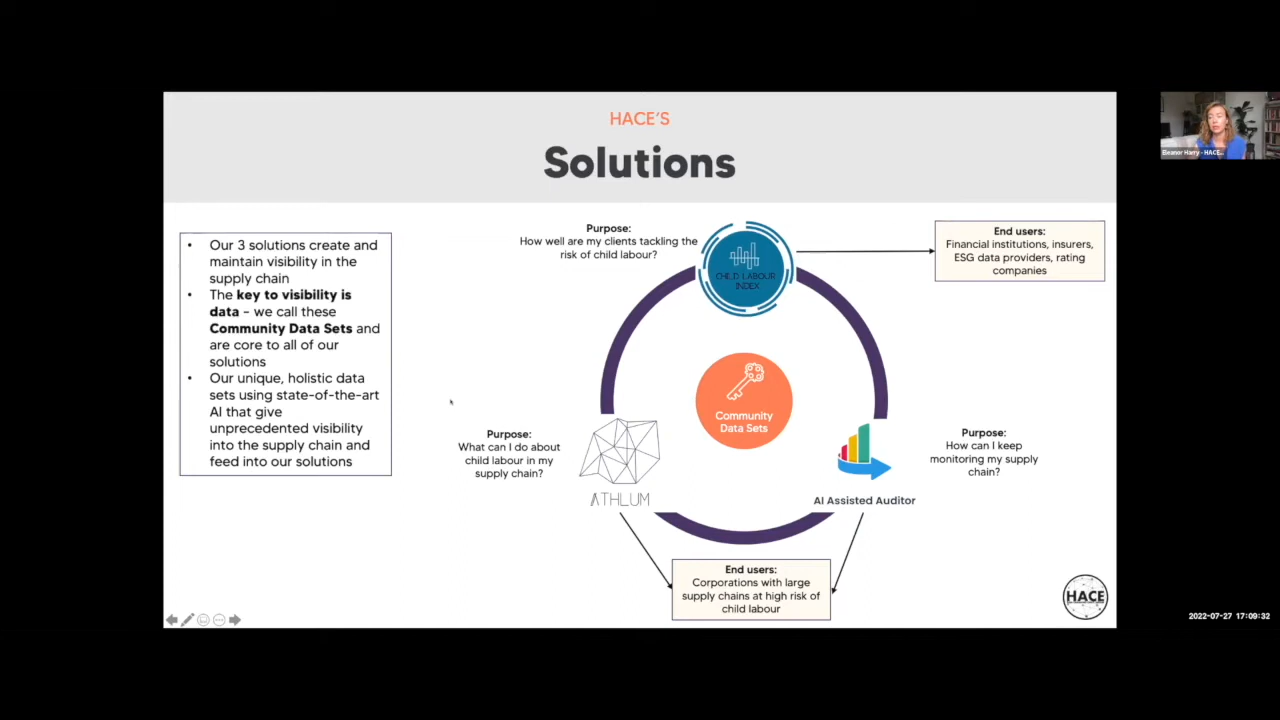 HACE'S
Solutions
• Our 3 solutions create and
maintain visibility in the
supply chain
• The key to visibility is
data - we call these
Community Data Sets and
are core to all of our
solutions
• Our unique, holistic data
sets using state-of-the-art
AI that give
unprecedented visibility
into the supply chain and
feed into our solutions
Purpose:
How well are my clients tackling the
risk of child labour?
CHILD LABOUR
INDEX
End users:
Financial institutions, insurers,
ESG data providers, rating
companies
Community
Data Sets
Purpose:
What can I do about
child labour in my
supply chain?
ATHLUM
AI Assisted Auditor
Purpose:
How can I keep
monitoring my supply
chain?
End users:
Corporations with large
supply chains at high risk of
child labour
HACE
Eleanor Harry - HACE...
2022-07-27 17:09:32